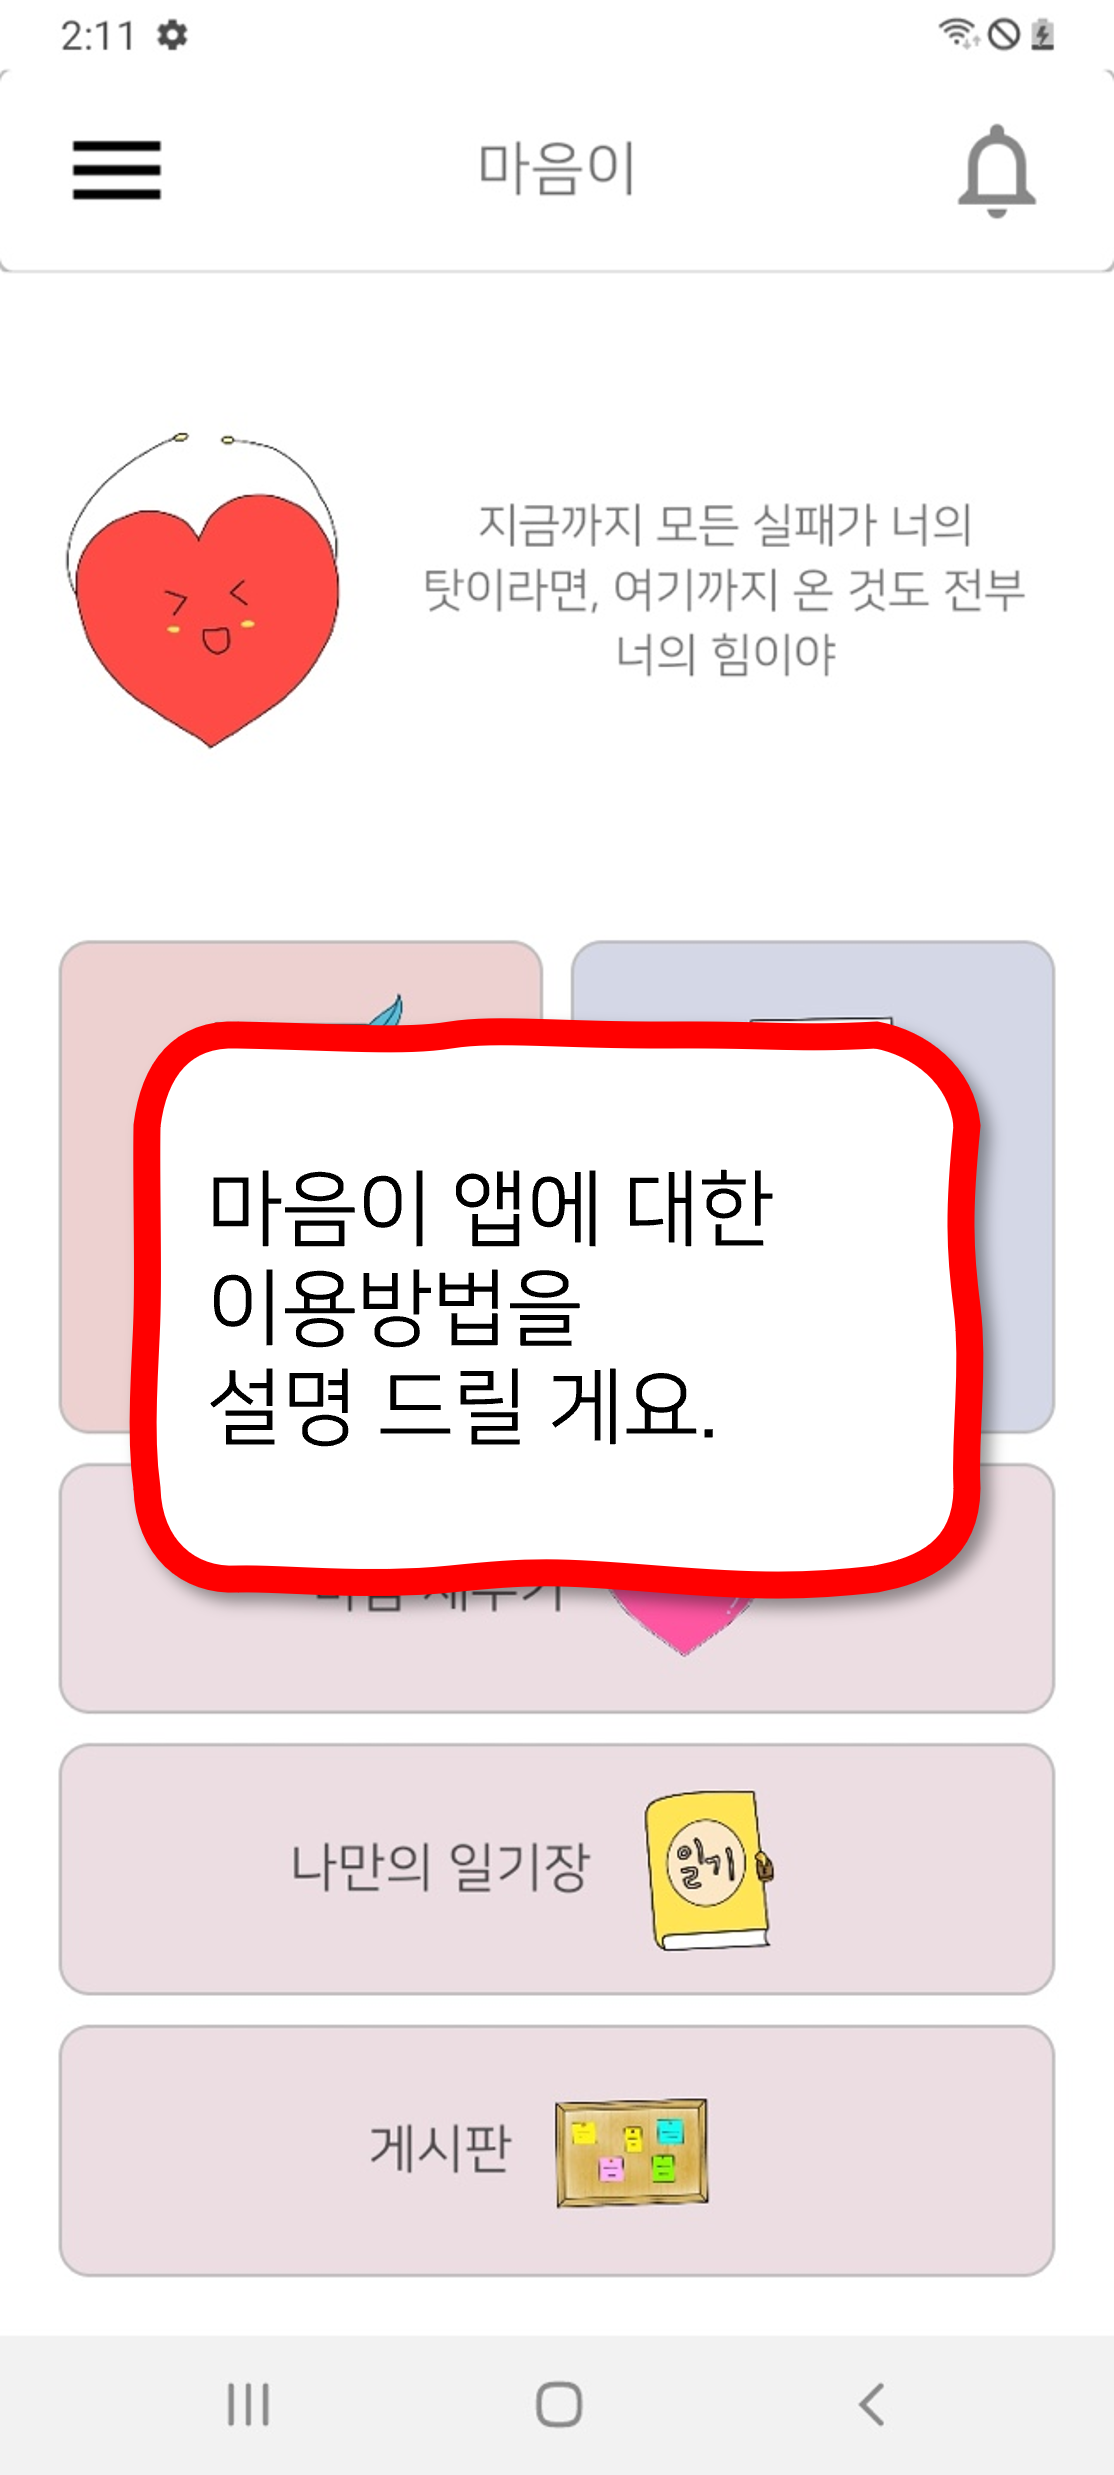 2:11
마음이
지금까지 모든 실패가 너의
탓이라면, 여기까지 온 것도 전부
너의 힘이야
마음이 앱에 대한
이용방법을
설명 드릴 게요.
나만의 일기장
일기
게시판